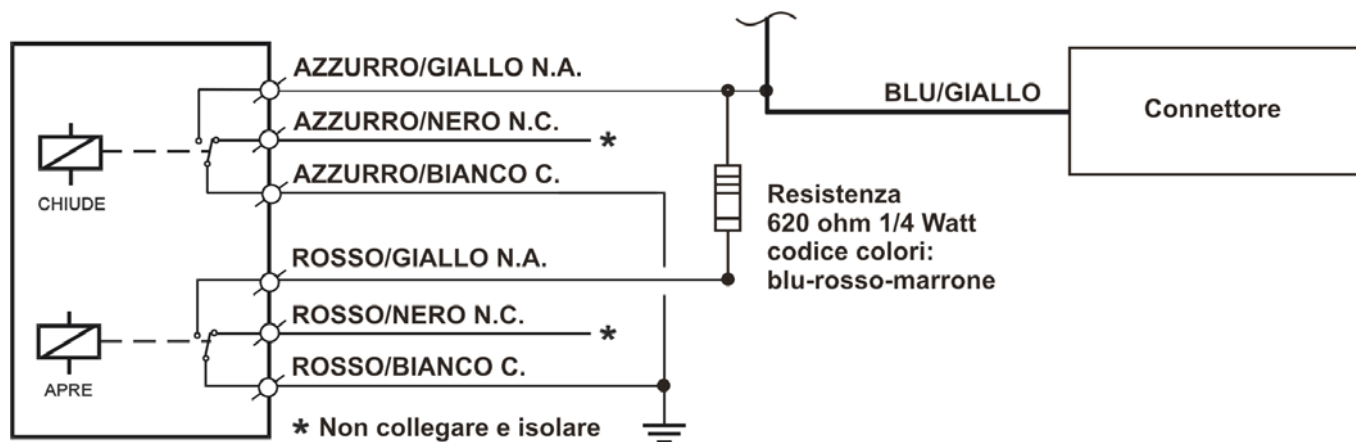 AZZURRO/GIALLO N.A.
AZZURRO/NERO N.C. *
AZZURRO/BIANCO C.
CHIUDE
ROSSO/GIALLO N.A.
ROSSO/NERO N.C. *
ROSSO/BIANCO C.
APRE
* Non collegare e isolare
BLU/GIALLO
Connettore
Resistenza
620 ohm 1/4 Watt
codice colori:
blu-rosso-marrone